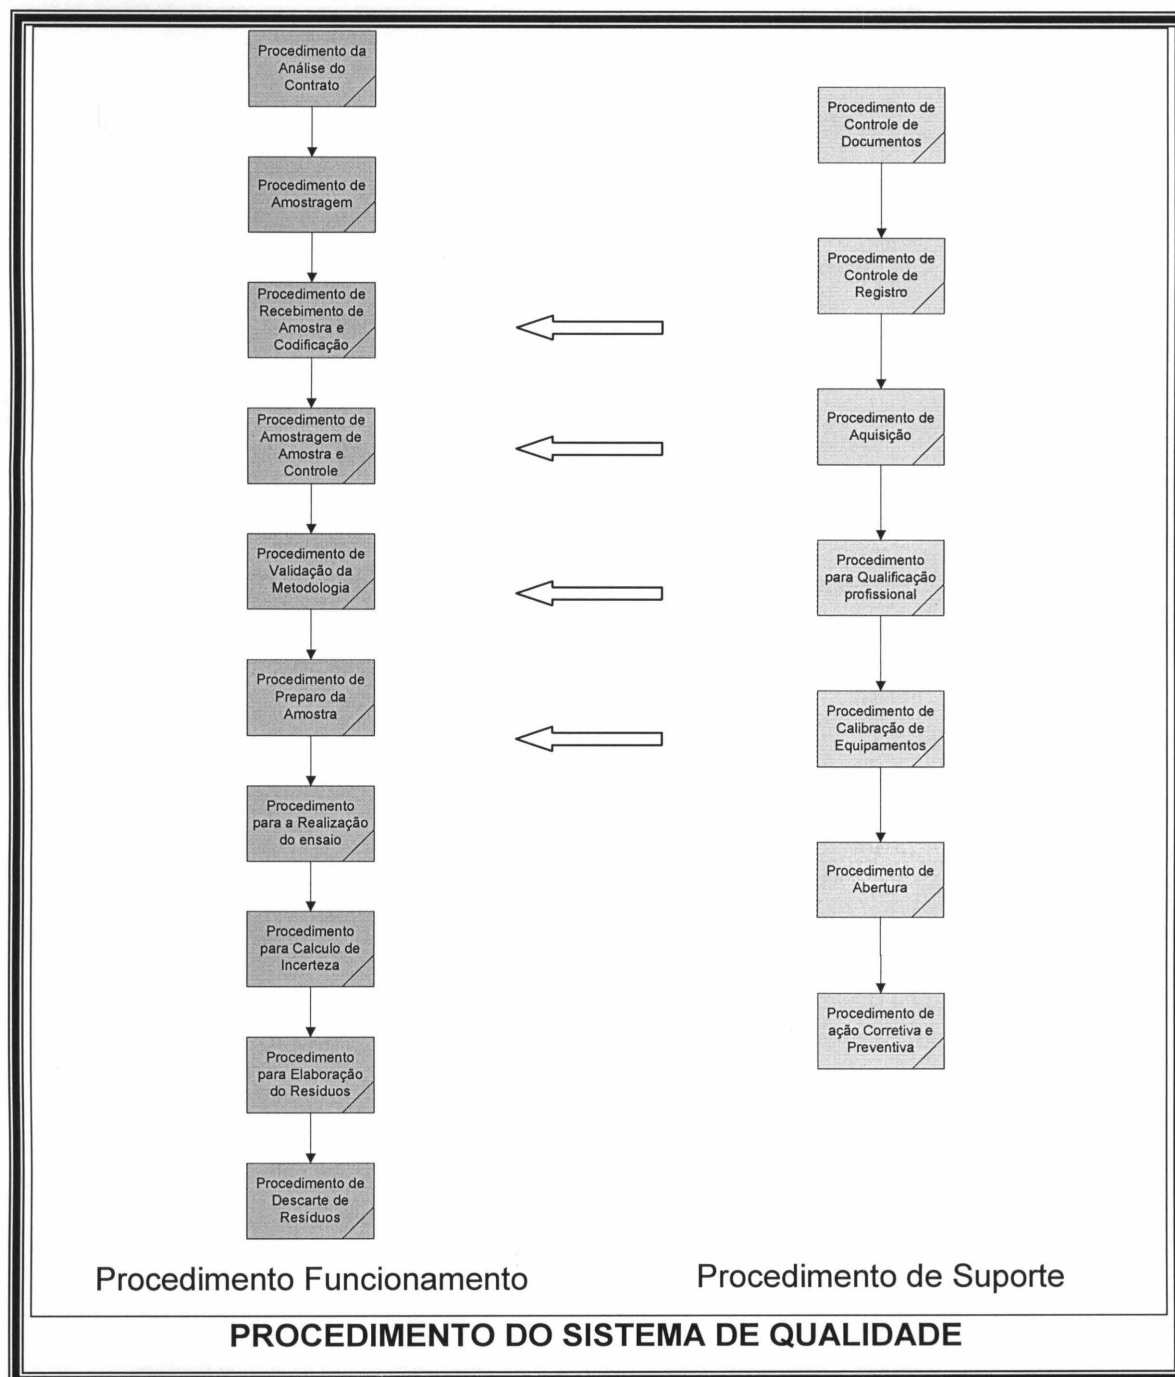 Procedimento da
Análise do
Contrato
Procedimento de
Amostragem
Procedimento de
Recebimento de
Amostra e
Codificação
Procedimento de
Amostragem de
Amostra e
Controle
Procedimento de
Validação da
Metodologia
Procedimento de
Preparo da
Amostra
Procedimento
para a Realização
do ensaio
Procedimento
para Calculo de
Incerteza
Procedimento
para Elaboração
do Resíduos
Procedimento de
Descarte de
Resíduos
Procedimento Funcionamento
Procedimento de
Controle de
Documentos
Procedimento de
Controle de
Registro
Procedimento de
Aquisição
Procedimento
para Qualificação
profissional
Procedimento de
Calibração de
Equipamentos
Procedimento de
Abertura
Procedimento de
ação Corretiva e
Preventiva
Procedimento de Suporte
PROCEDIMENTO DO SISTEMA DE QUALIDADE